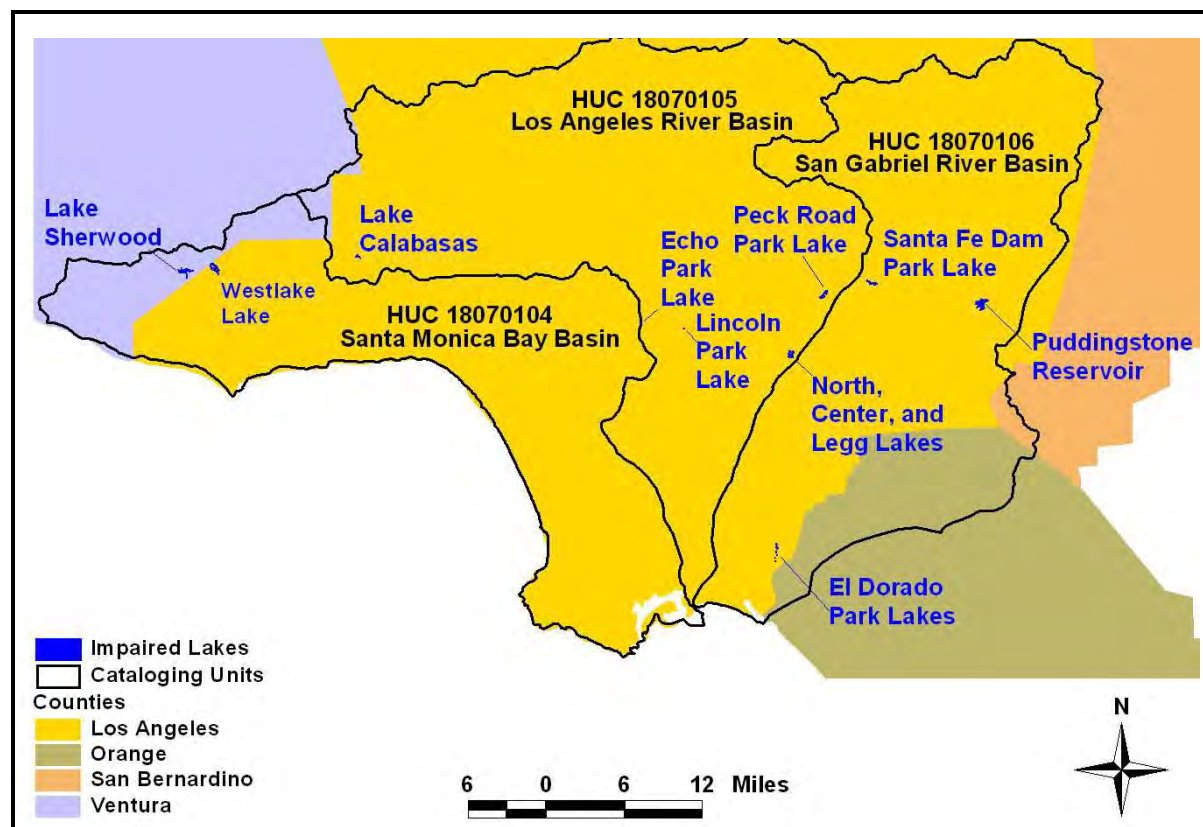 HUC 18070105
Los Angeles River Basin
HUC 18070106
San Gabriel River Basin
Lake
Sherwood
Lake
Calabasas
Peck Road
Park Lake
Echo
Park
Lake
Santa Fe Dam
Park Lake
Westlake
Lake
HUC 18070104
Santa Monica Bay Basin
Lincoln
Park
Lake
Puddingstone
Reservoir
North,
Center, and
Legg Lakes
El Dorado
Park Lakes
Impaired Lakes
Cataloging Units
Counties
Los Angeles
Orange
San Bernardino
Ventura
6 0 6 12 Miles
N